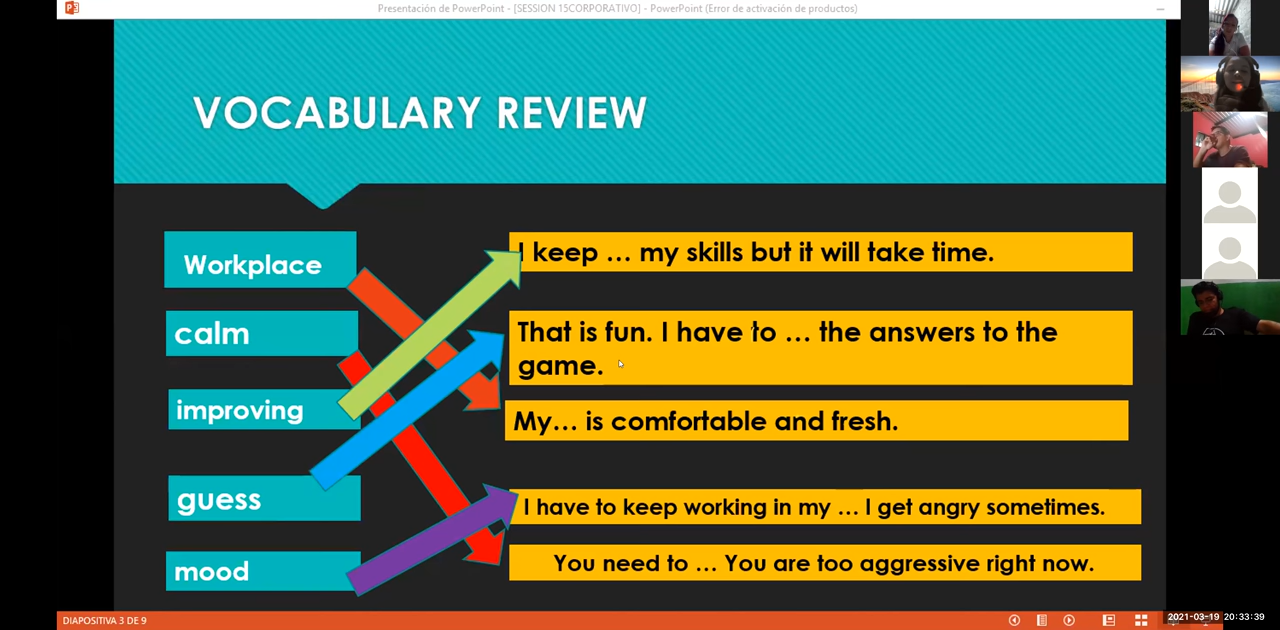 Presentación de PowerPoint - [SESSION 15CORPORATIVO] - PowerPoint (Error de activación de productos)
VOCABULARY REVIEW
Workplace
calm
improving
guess
mood
I keep ... my skills but it will take time.
That is fun. I have to ... the answers to the
game.
My... is comfortable and fresh.
I have to keep working in my ... I get angry sometimes.
You need to ... You are too aggressive right now.
DIAPOSITIVA 3 DE 9
2021-03-19 20:33:39